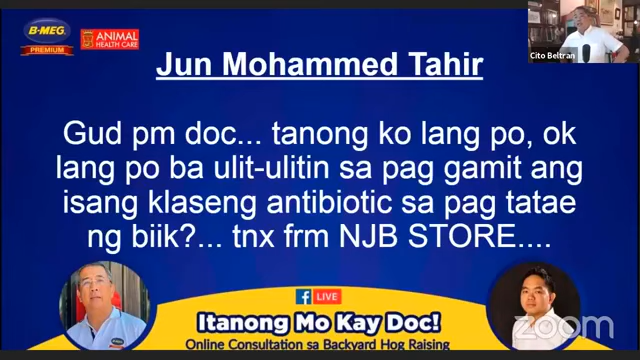 B-MEG
PREMIUM
ANIMAL
HEALTH CARE
Cito Beltran
Jun Mohammed Tahir
Gud pm doc... tanong ko lang po, ok
lang po ba ulit-ulitin sa pag gamit ang
isang klaseng antibiotic sa pag tatae
ng biik?... tnx frm NJB STORE....
f LIVE
Itanong Mo Kay Doc!
Online Consultation sa Backyard Hog Raising
zoom